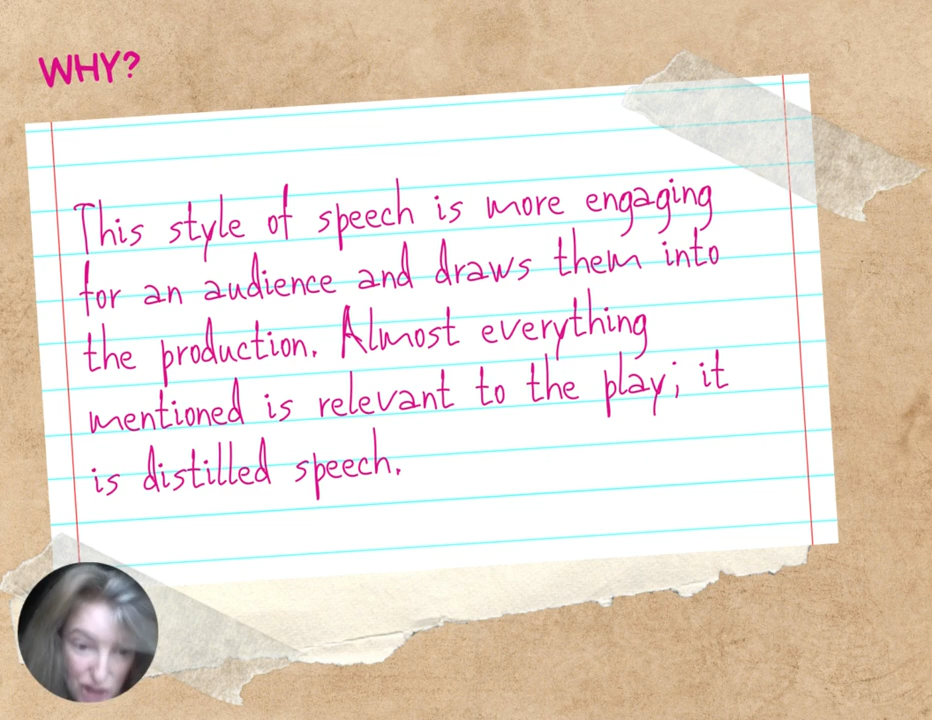 WHY?
This style of speech is more engaging
for an audience and draws them into
the production. Almost everything
mentioned is relevant to the play; it
is distilled speech.